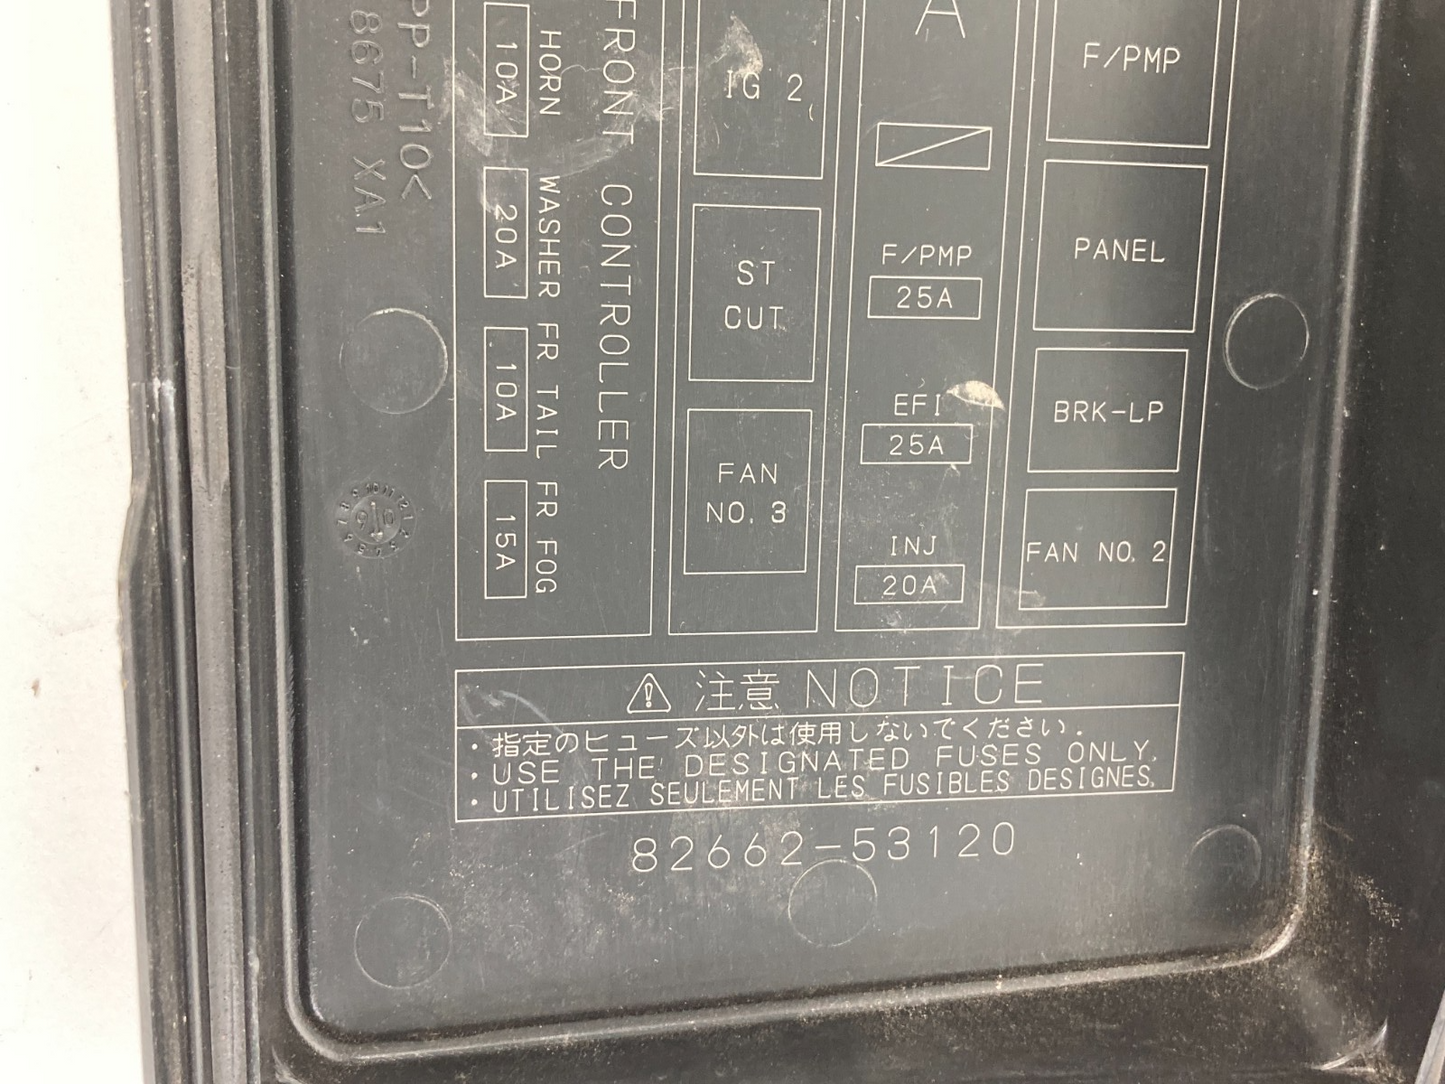 PP-T10<
8675 XA1
FRONT CONTROLLER
HORN
10A
WASHER
20A
FR TAIL
10A
FR FOG
15A
IG 2
ST
CUT
FAN
NO. 3
A
F/PMP
25A
EFI
25A
INJ
20A
F/PMP
PANEL
BRK-LP
FAN NO. 2
注意 NOTICE
・指定のヒューズ以外は使用しないでください.
・USE THE DESIGNATED FUSES ONLY.
・UTILISEZ SEULEMENT LES FUSIBLES DESIGNES.
82662-53120